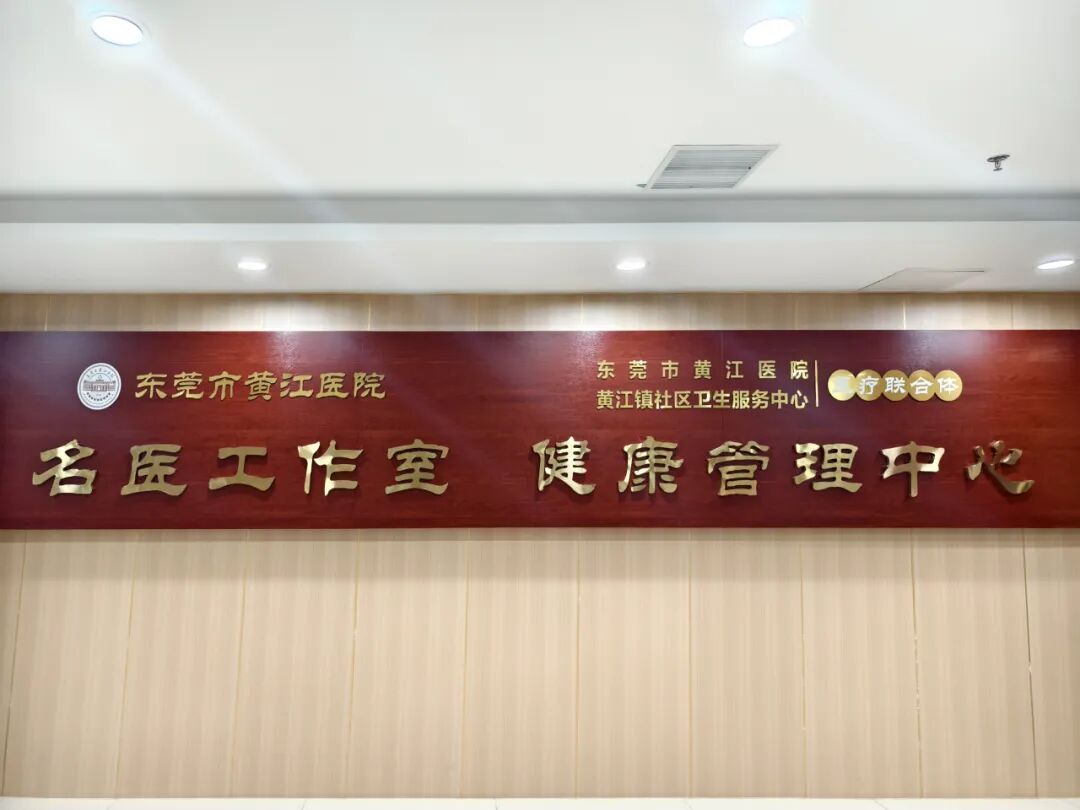 东莞市黄江医院
东莞市黄江医院
黄江镇社区卫生服务中心
医疗联合体
名医工作室 健康管理中心